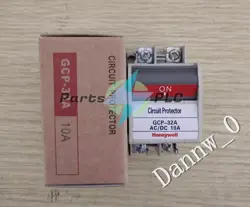 GCP-32A 10A
CIRCUIT PROTECTOR
Parts PLC
ON
Circuit Protector
GCP-32A
AC/DC 10A
Honeywell
Dannw_0